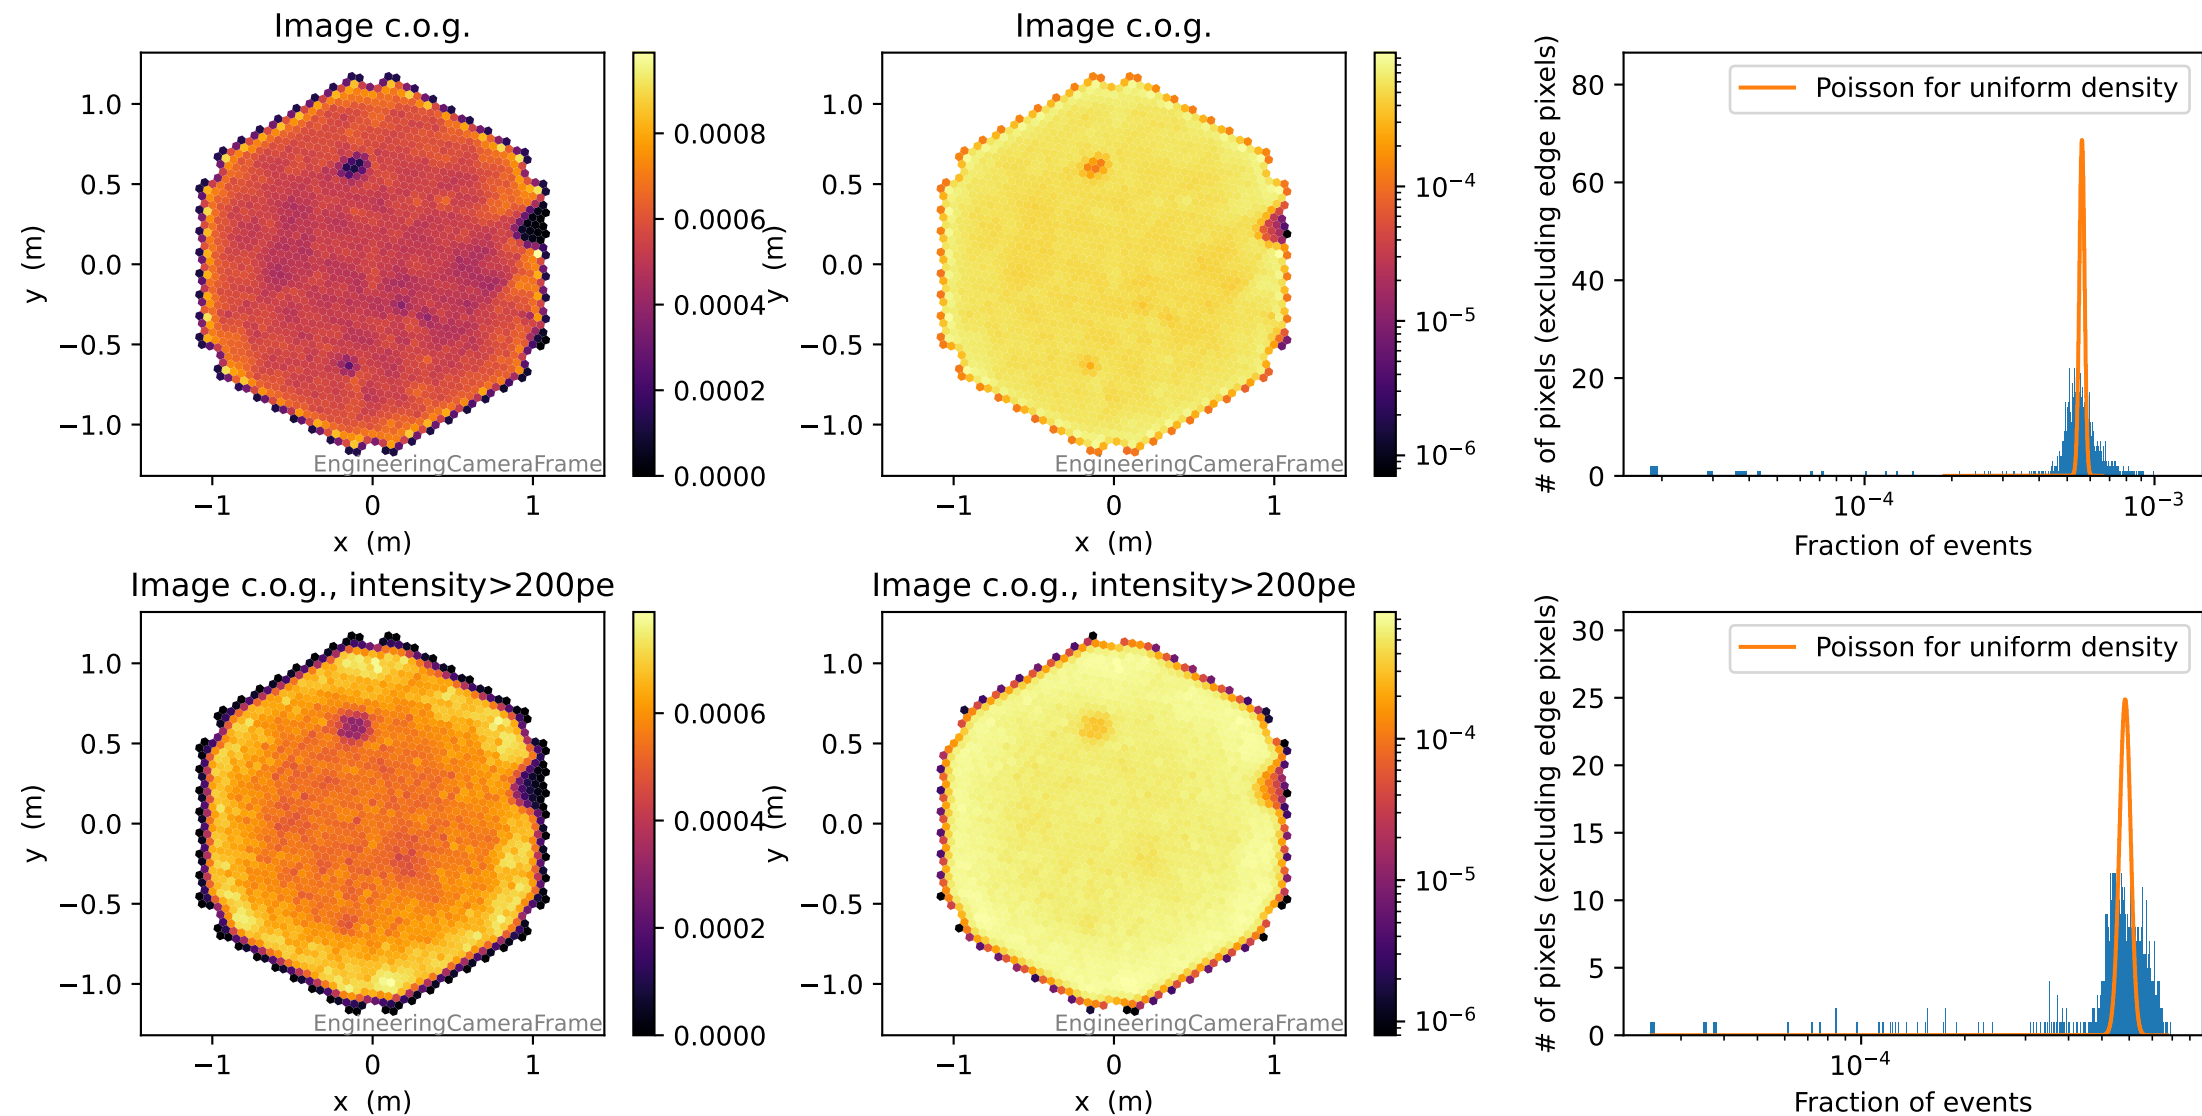 Image c.o.g.
1.0
0.5
0.0
−0.5
−1.0
y (m)
−1
0
1
x (m)
EngineeringCameraFrame
0.0008
0.0006
0.0004
0.0002
0.0000
Image c.o.g.
1.0
0.5
0.0
−0.5
−1.0
y (m)
−1
0
1
x (m)
EngineeringCameraFrame
10⁻⁴
10⁻⁵
10⁻⁶
Poisson for uniform density
80
60
40
20
0
# of pixels (excluding edge pixels)
10⁻⁴
10⁻³
Fraction of events
Image c.o.g., intensity>200pe
1.0
0.5
0.0
−0.5
−1.0
y (m)
−1
0
1
x (m)
EngineeringCameraFrame
0.0006
0.0004
0.0002
0.0000
Image c.o.g., intensity>200pe
1.0
0.5
0.0
−0.5
−1.0
y (m)
−1
0
1
x (m)
EngineeringCameraFrame
10⁻⁴
10⁻⁵
10⁻⁶
Poisson for uniform density
30
25
20
15
10
5
0
# of pixels (excluding edge pixels)
10⁻⁴
Fraction of events